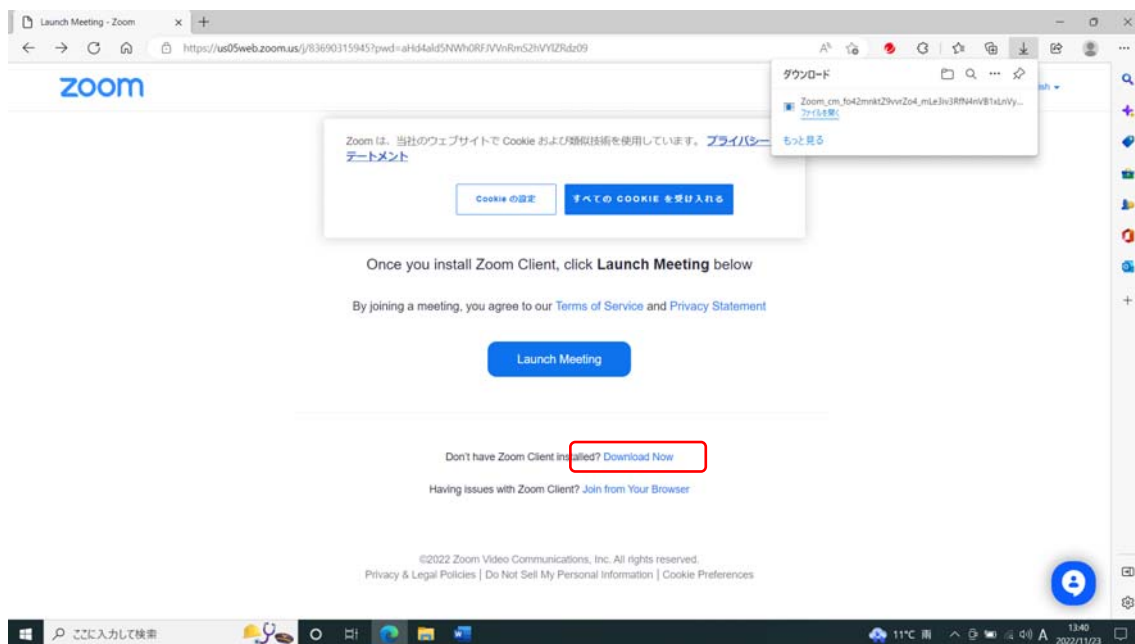 Launch Meeting - Zoom
https://us05web.zoom.us/j/83690315945?pwd=
zoom
ダウンロード
ファイルを開く
もっと見る
Zoom は、当社のウェブサイトで Cookie および類似技術を使用しています。 プライバシー
テートメント
Cookie の設定
すべての COOKIE を受け入れる
Once you install Zoom Client, click Launch Meeting below
By joining a meeting, you agree to our Terms of Service and Privacy Statement
Launch Meeting
Don't have Zoom Client installed? Download Now
Having issues with Zoom Client? Join from Your Browser
©2022 Zoom Video Communications, Inc. All rights reserved.
Privacy & Legal Policies | Do Not Sell My Personal Information | Cookie Preferences
ここに入力して検索
11°C 雨
A
13:40
2022/11/23